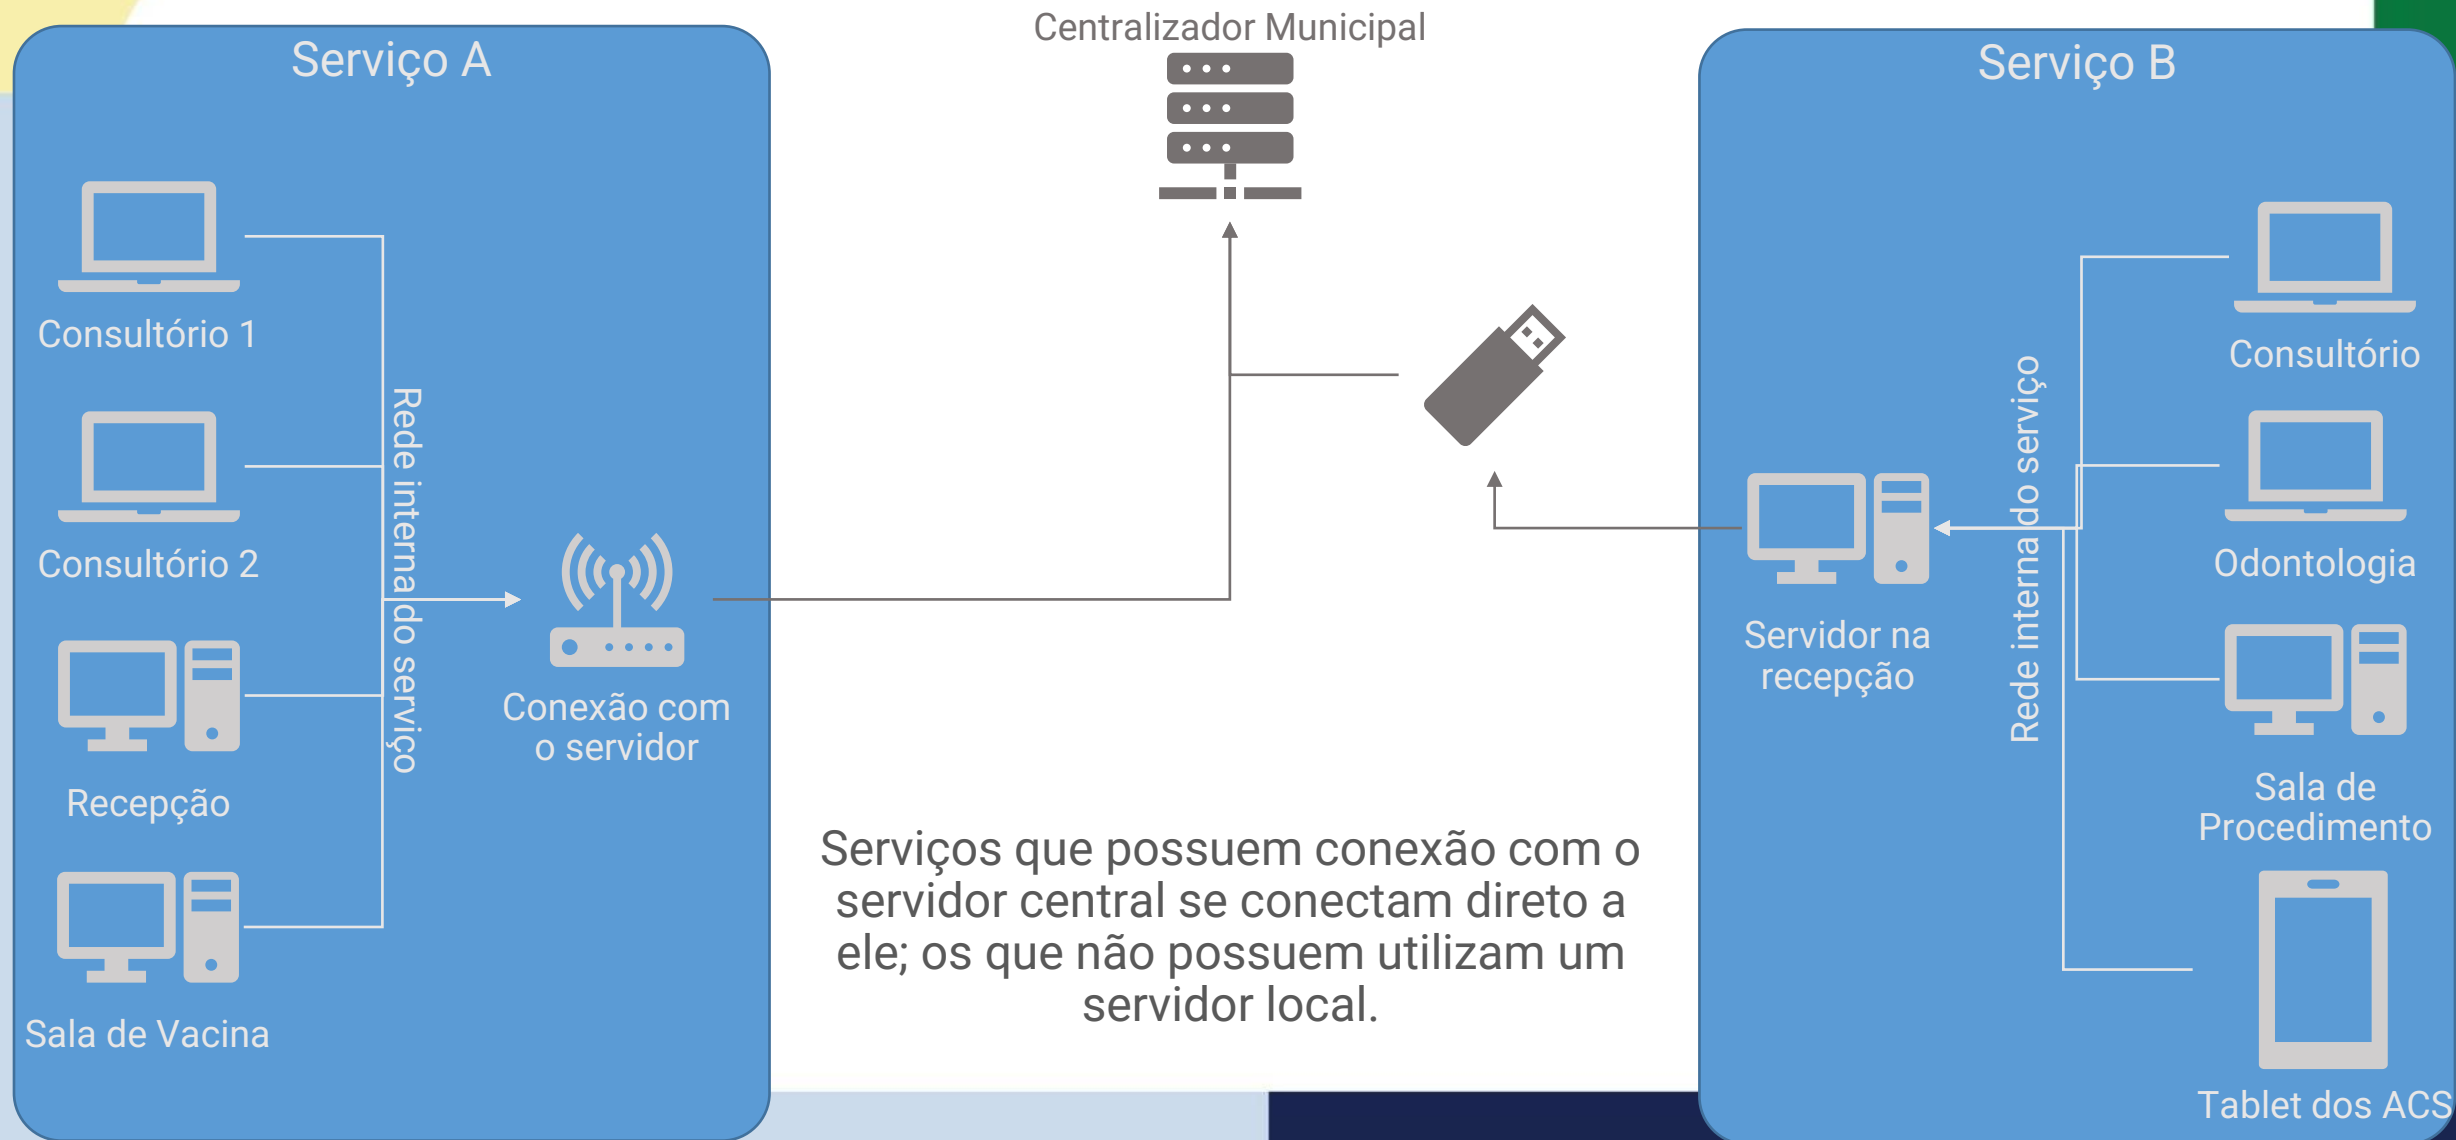 Centralizador Municipal
Serviço A
Consultório 1
Consultório 2
Recepção
Sala de Vacina
Rede interna do serviço
Conexão com
o servidor
Serviços que possuem conexão com o
servidor central se conectam direto a
ele; os que não possuem utilizam um
servidor local.
Serviço B
Servidor na
recepção
Rede interna do serviço
Consultório
Odontologia
Sala de
Procedimento
Tablet dos ACS